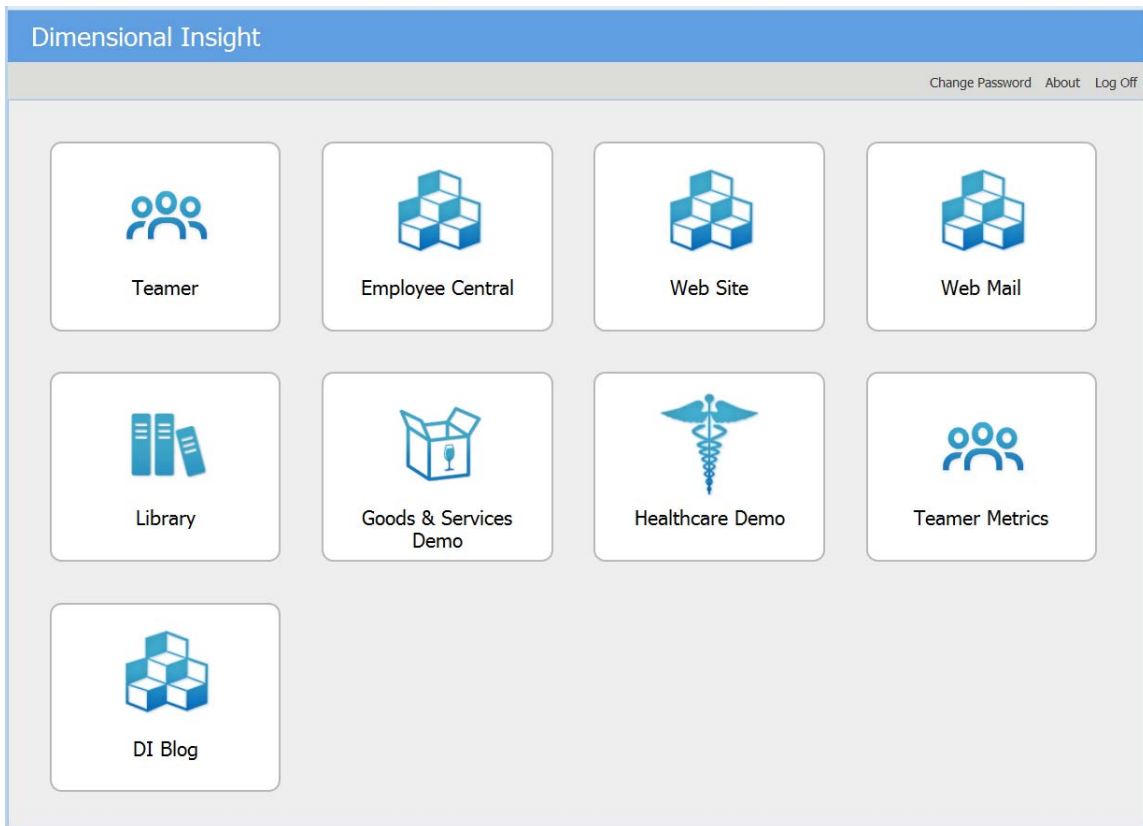 Dimensional Insight
Change Password About Log Off
Teamer
Employee Central
Web Site
Web Mail
Library
Goods & Services
Demo
Healthcare Demo
Teamer Metrics
DI Blog